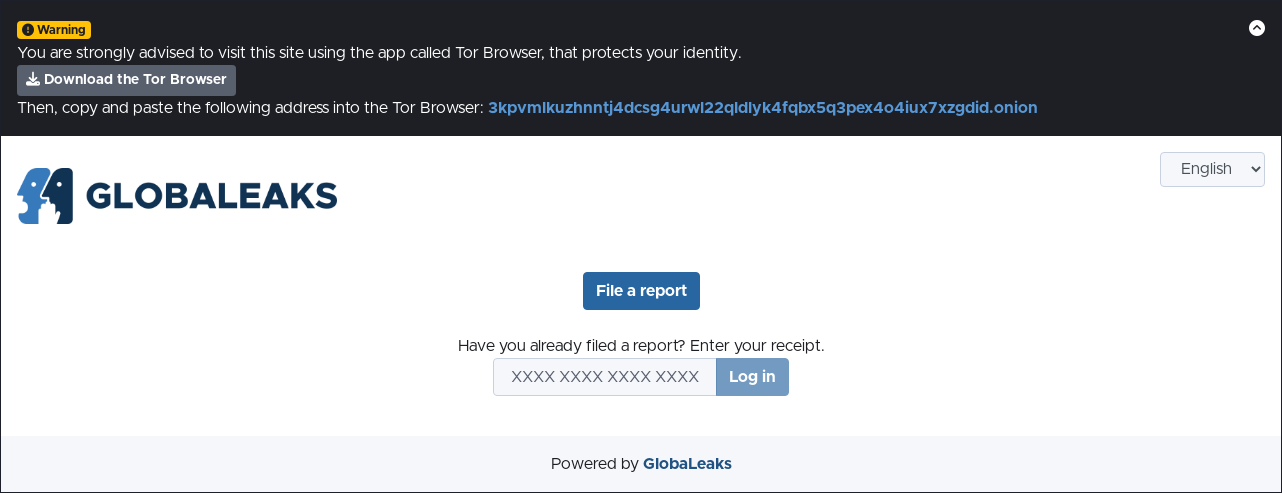 Warning
You are strongly advised to visit this site using the app called Tor Browser, that protects your identity.
Download the Tor Browser
Then, copy and paste the following address into the Tor Browser: 3kpvmlkuzhnntj4dcsg4urwl22qldlyk4fqbx5q3pex4o4iux7xzgdid.onion
GLOBALEAKS
English
File a report
Have you already filed a report? Enter your receipt.
XXXX XXXX XXXX XXXX
Log in
Powered by GlobaLeaks